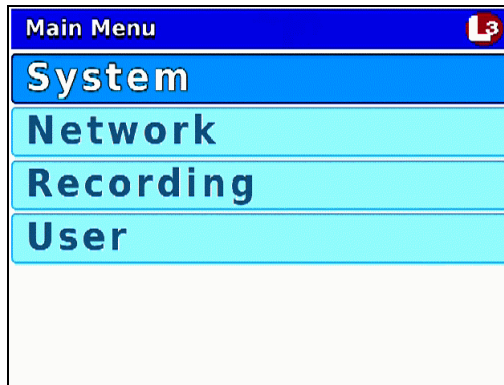 Main Menu
L3
System
Network
Recording
User